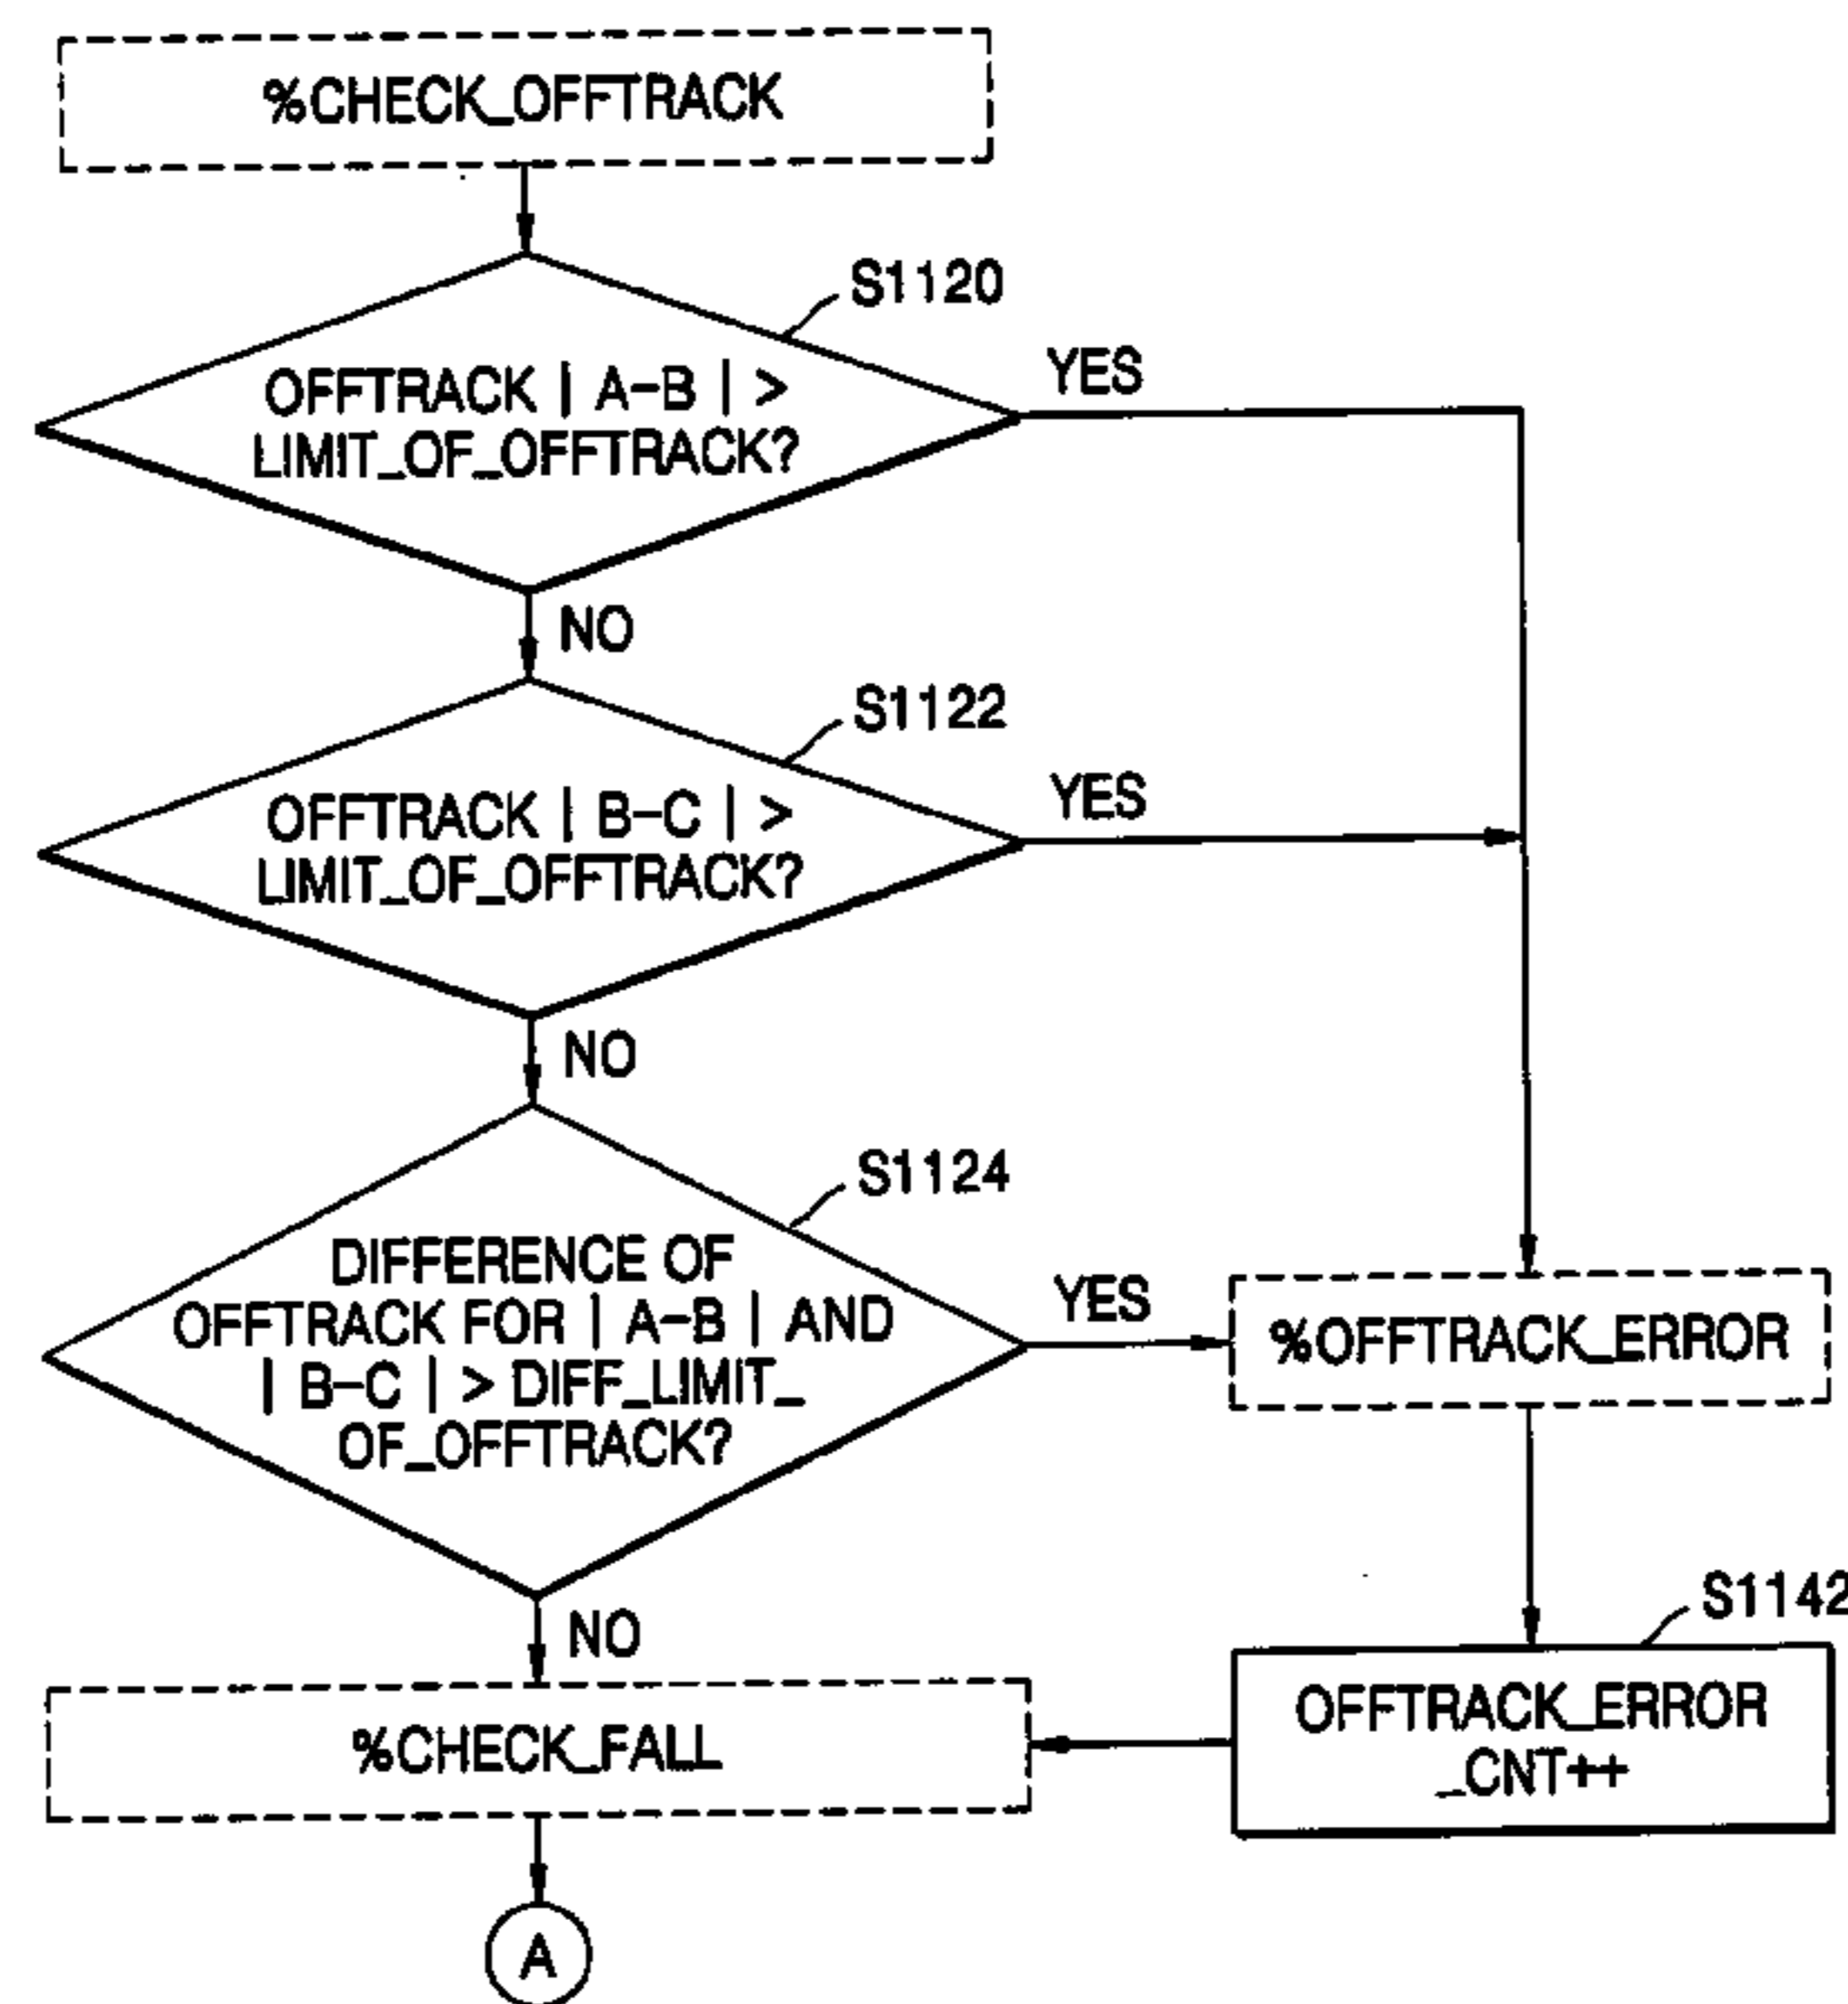 %CHECK_OFFTRACK
S1120
OFFTRACK | A-B | >
LIMIT_OF_OFFTRACK?
YES
NO
S1122
OFFTRACK | B-C | >
LIMIT_OF_OFFTRACK?
YES
NO
S1124
DIFFERENCE OF
OFFTRACK FOR | A-B | AND
| B-C | > DIFF_LIMIT_
OF_OFFTRACK?
YES
%OFFTRACK_ERROR
NO
S1142
OFFTRACK_ERROR
_CNT++
%CHECK_FALL
A